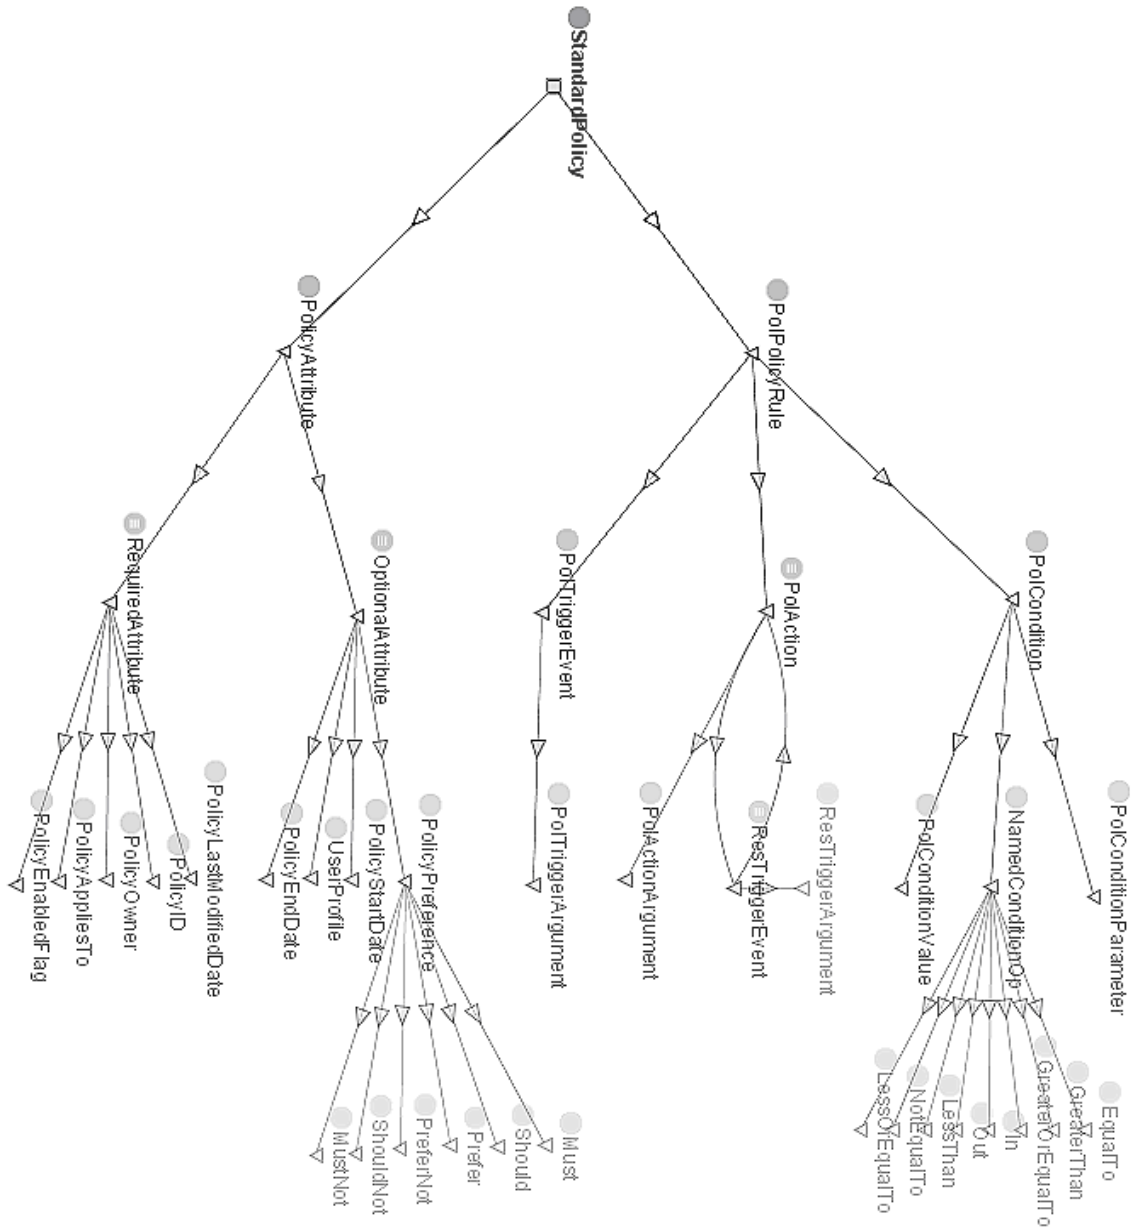 StandardPolicy
PolicyAttribute
PolPolicyRule
RequiredAttribute
OptionalAttribute
PolTriggerEvent
PolAction
PolCondition
PolicyEnabledFlag
PolicyAppliesTo
PolicyOwner
PolicyID
PolicyLastModifiedDate
PolicyEndDate
UserProfile
PolicyStartDate
PolicyPreference
PolTriggerArgument
PolActionArgument
ResTriggerEvent
ResTriggerArgument
PolConditionValue
NamedConditionOp
PolConditionParameter
MustNot
ShouldNot
PreferNot
Prefer
Should
Must
LessOrEqualTo
NotEqualTo
LessThan
Out
In
GreaterOrEqualTo
GreaterThan
EqualTo